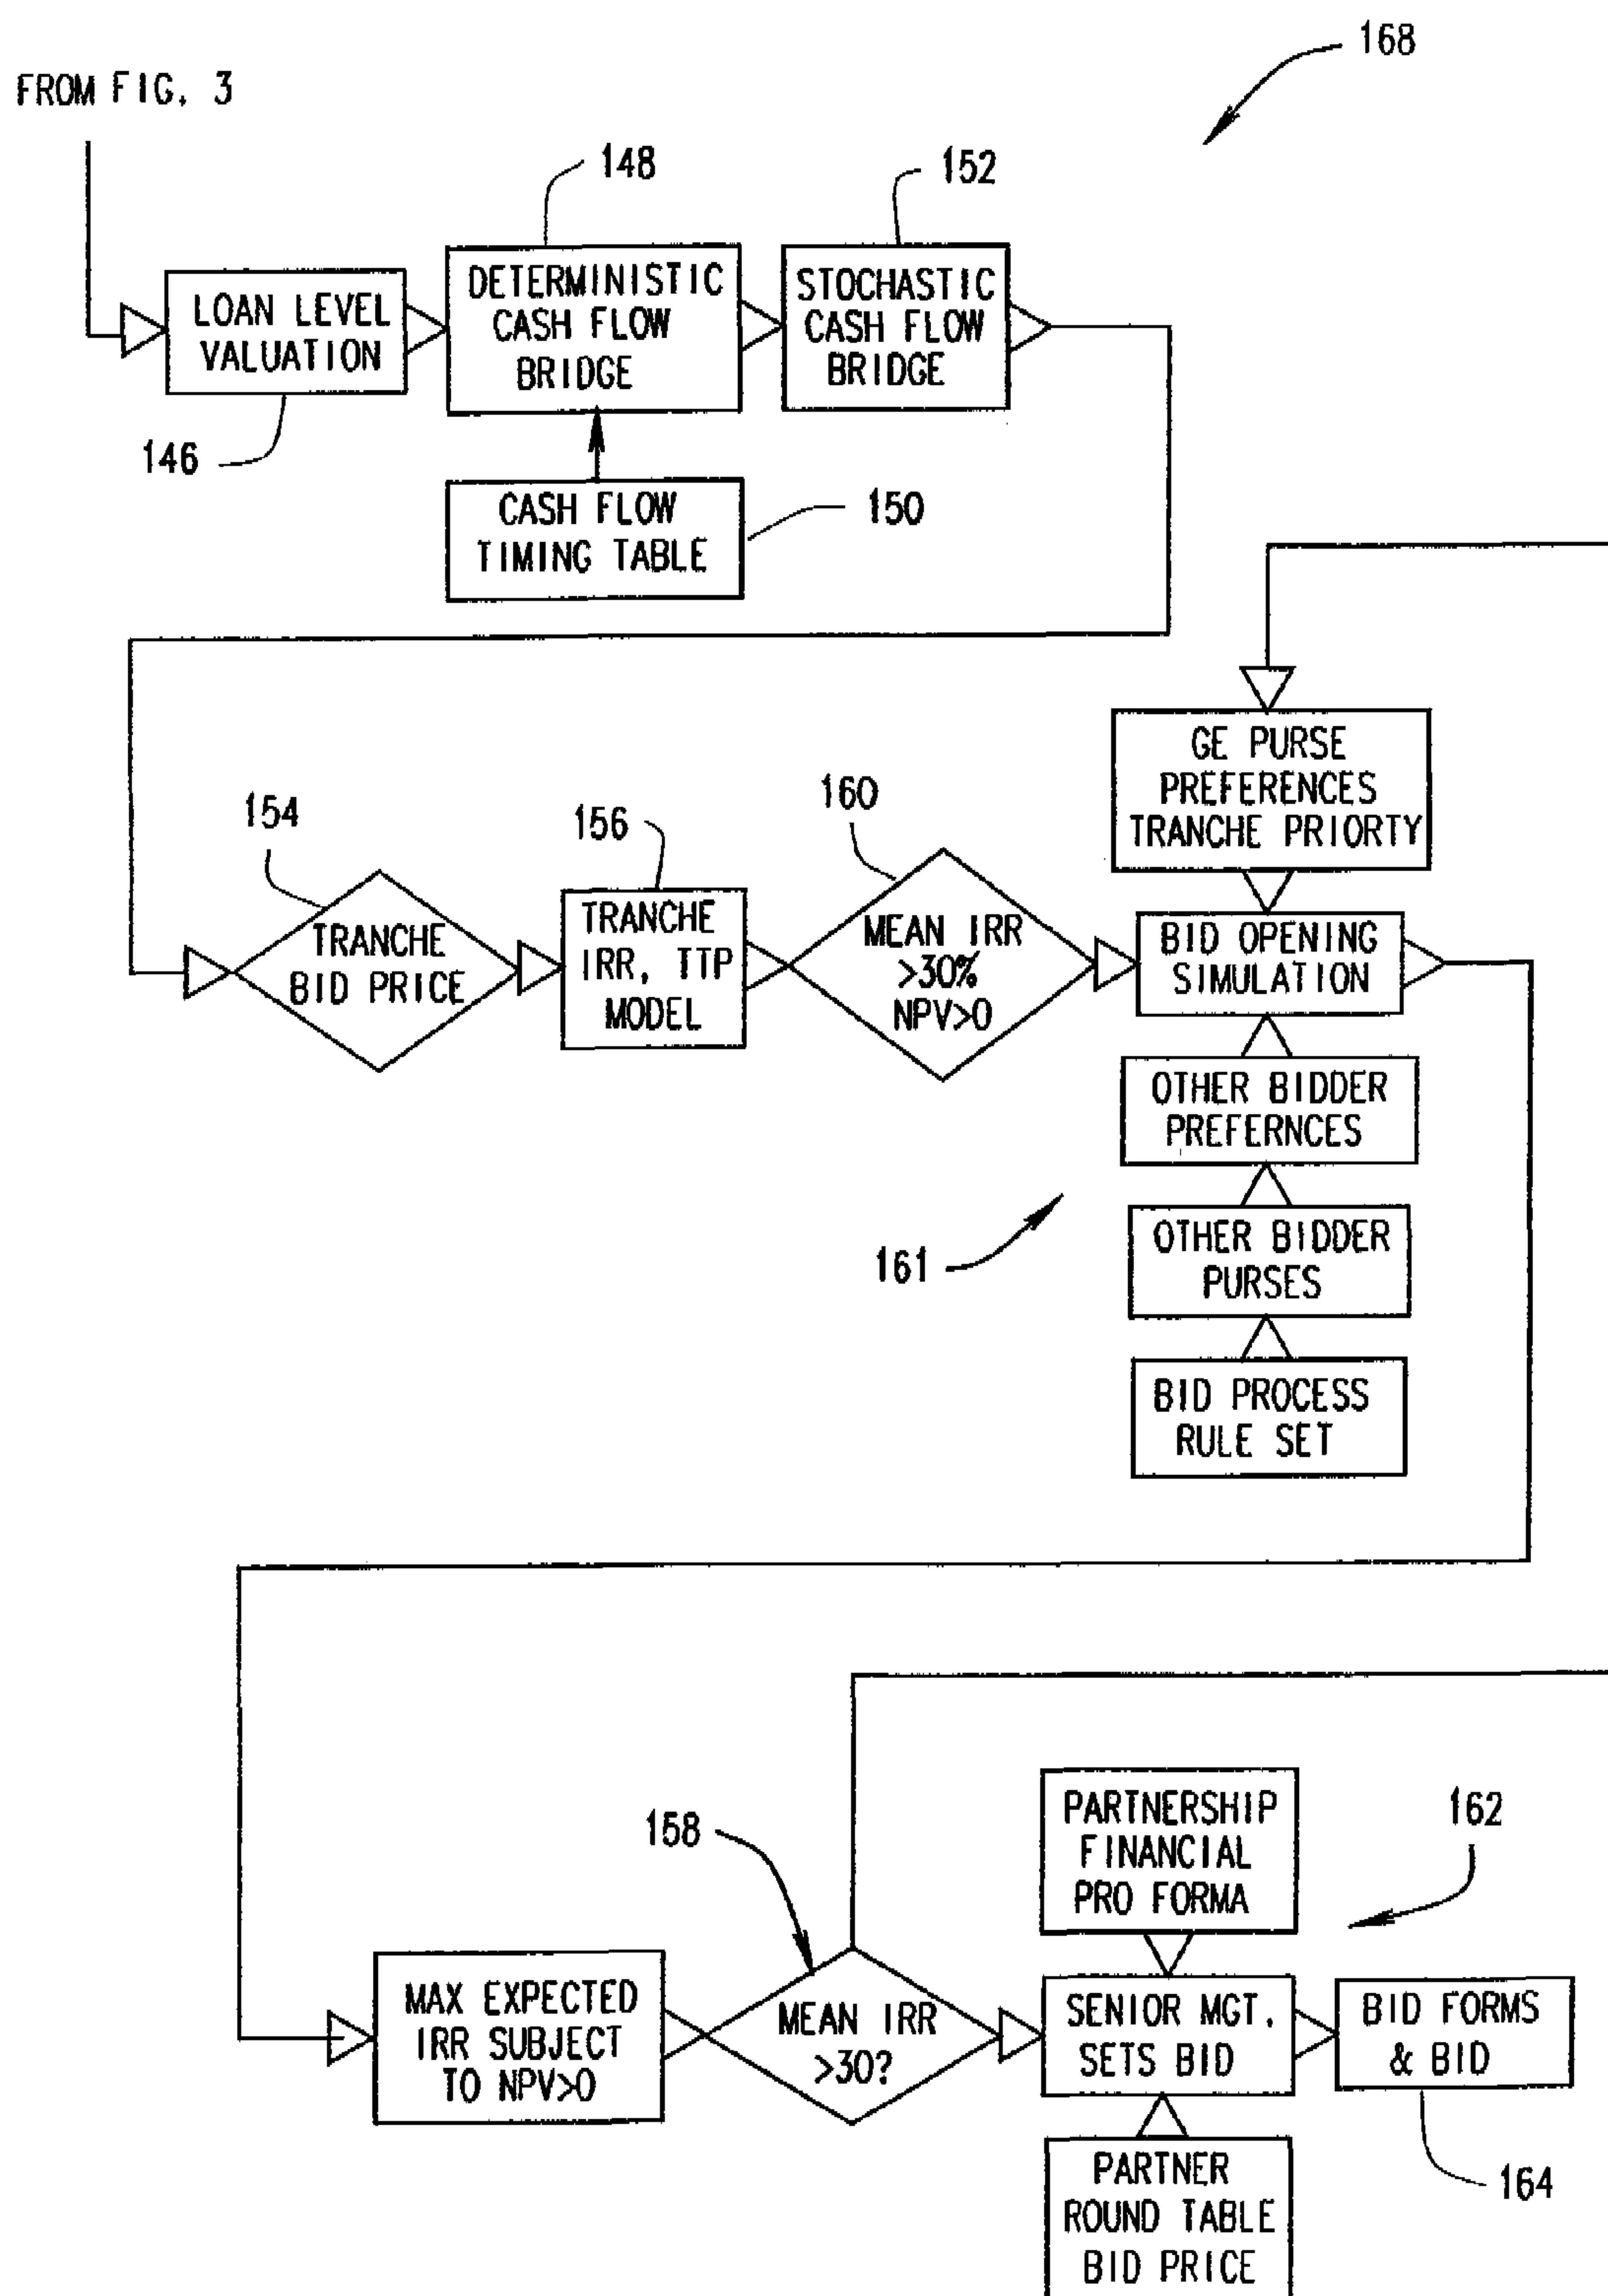 168
FROM FIG. 3
148
152
LOAN LEVEL
VALUATION
DETERMINISTIC
CASH FLOW
BRIDGE
STOCHASTIC
CASH FLOW
BRIDGE
146
CASH FLOW
TIMING TABLE
150
GE PURSE
PREFERENCES
TRANCHE PRIORTY
154
156
160
TRANCHE
BID PRICE
TRANCHE
IRR, TTP
MODEL
MEAN IRR
>30%
NPV>0
BID OPENING
SIMULATION
OTHER BIDDER
PREFERNCES
161
OTHER BIDDER
PURSES
BID PROCESS
RULE SET
158
PARTNERSHIP
FINANCIAL
PRO FORMA
162
MAX EXPECTED
IRR SUBJECT
TO NPV>0
MEAN IRR
>30?
SENIOR MGT.
SETS BID
BID FORMS
& BID
164
PARTNER
ROUND TABLE
BID PRICE